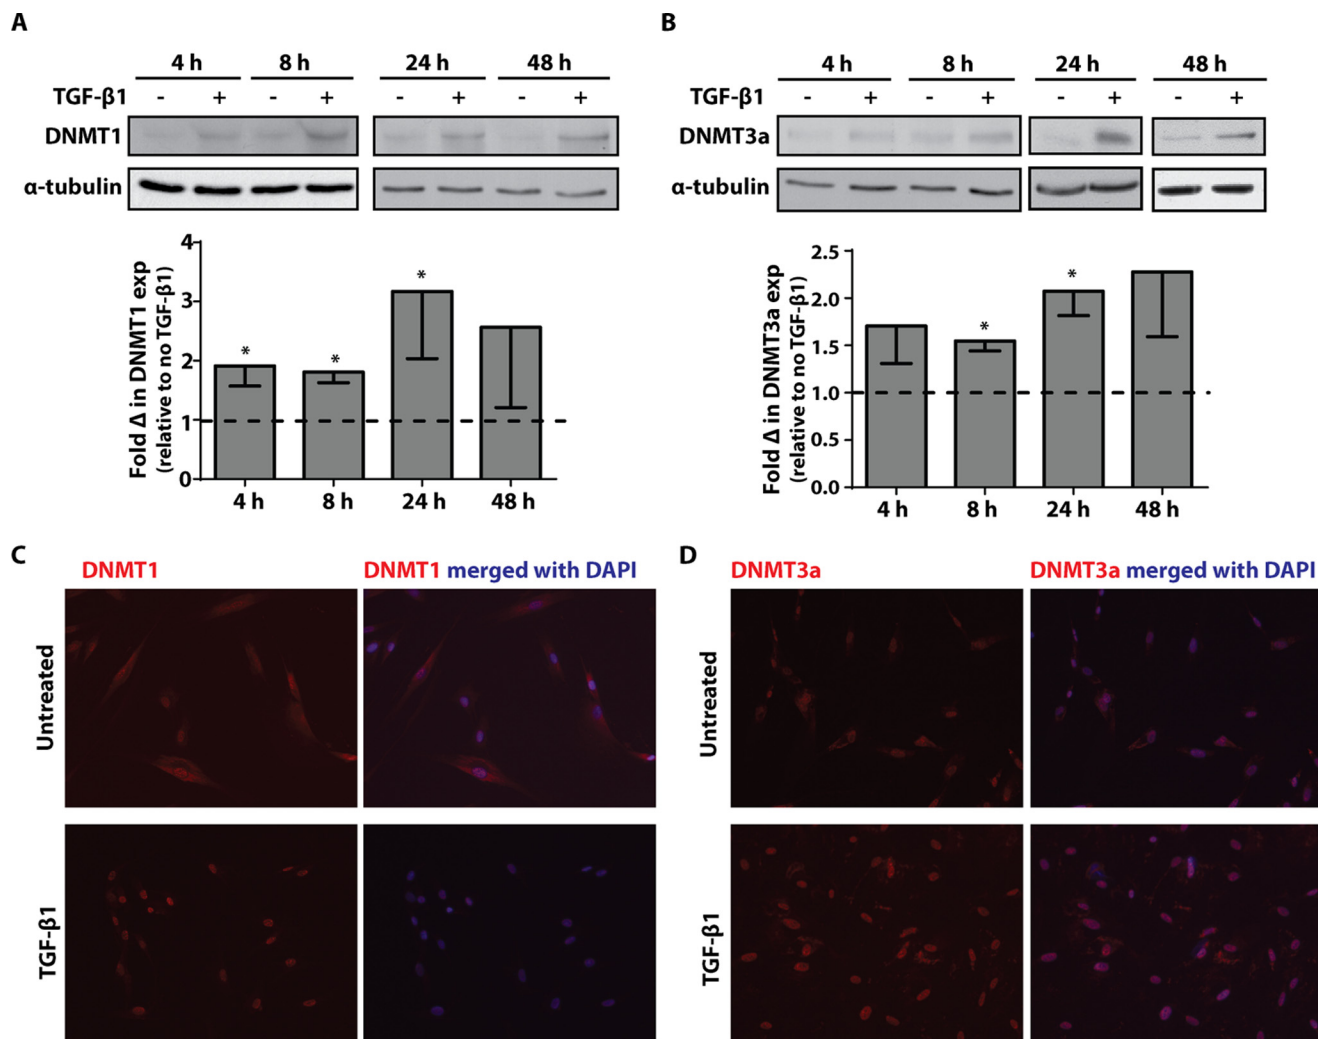 A
4 h 8 h 24 h 48 h
TGF-β1 - + - + - + - +
DNMT1
α-tubulin
Fold Δ in DNMT1 exp
(relative to no TGF-β1)
4
3
2
1
0
* * *
4 h 8 h 24 h 48 h
B
4 h 8 h 24 h 48 h
TGF-β1 - + - + - + - +
DNMT3a
α-tubulin
Fold Δ in DNMT3a exp
(relative to no TGF-β1)
2.5
2.0
1.5
1.0
0.5
0.0
* *
4 h 8 h 24 h 48 h
C
DNMT1 DNMT1 merged with DAPI
Untreated
TGF-β1
D
DNMT3a DNMT3a merged with DAPI
Untreated
TGF-β1